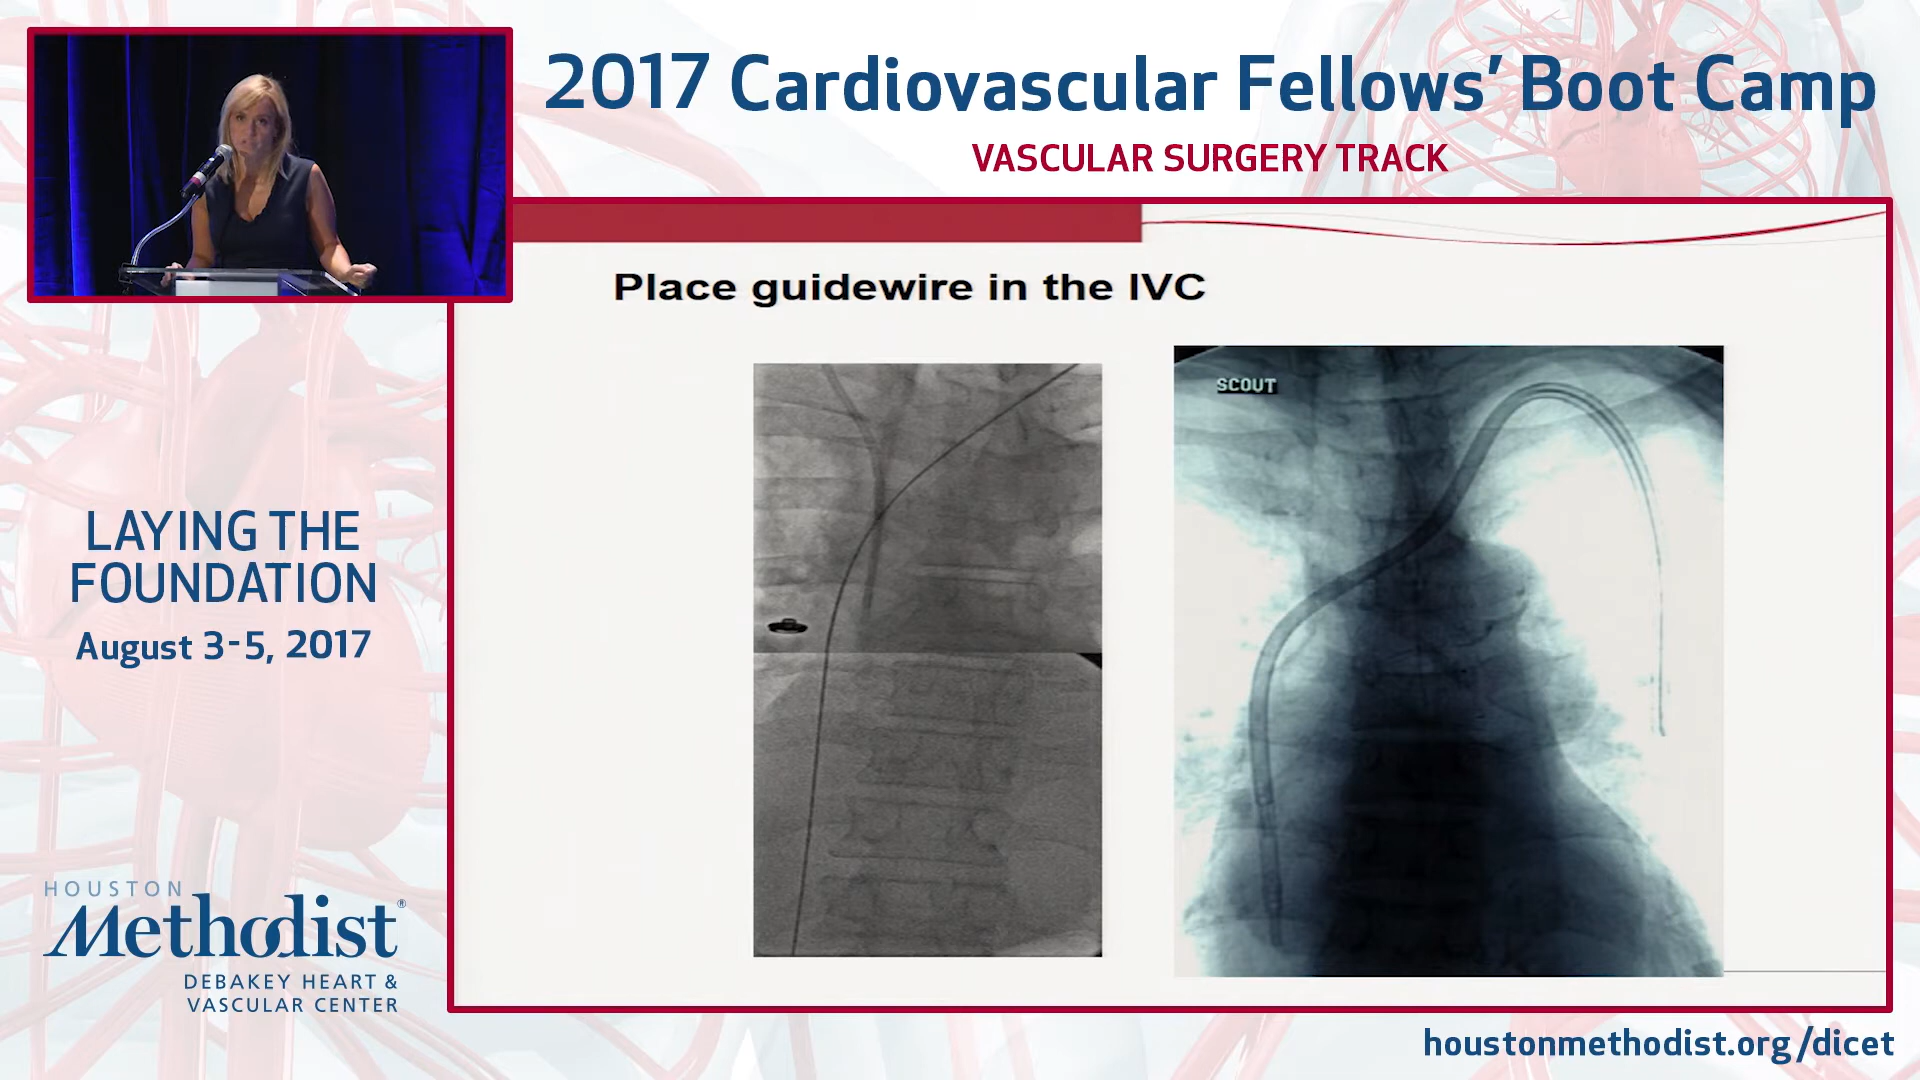 2017 Cardiovascular Fellows’ Boot Camp
VASCULAR SURGERY TRACK
Place guidewire in the IVC
SCOUT
LAYING THE
FOUNDATION
August 3-5, 2017
HOUSTON
Methodist®
DEBAKEY HEART &
VASCULAR CENTER
houstonmethodist.org/dicet